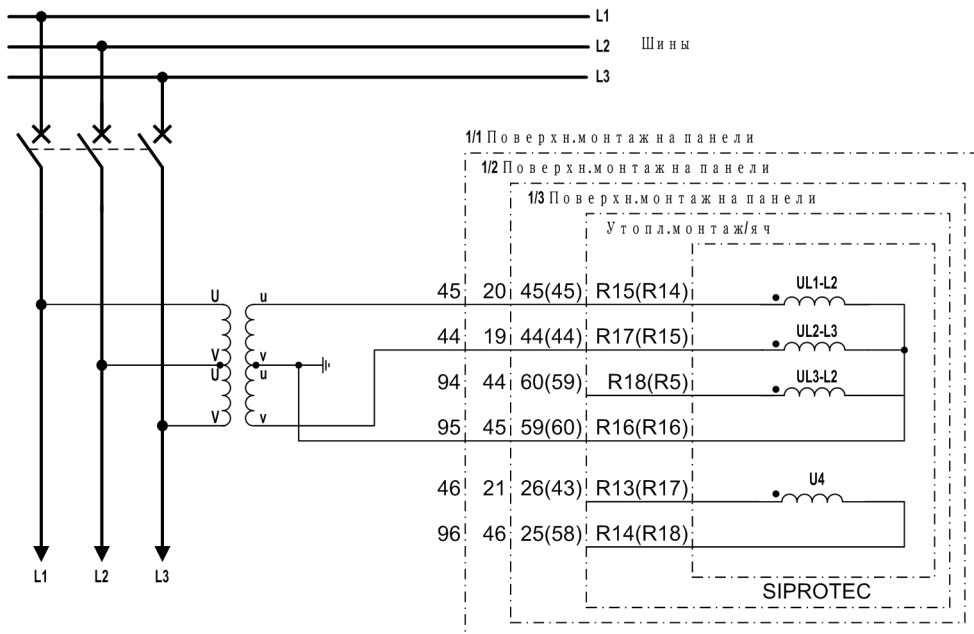 L1
L2 Шины
L3
1/1 Поверхн.монтаж на панели
1/2 Поверхн.монтаж на панели
1/3 Поверхн.монтаж на панели
Утопл.монтаж/яч
U u 45 20 45(45) R15(R14) UL1-L2
44 19 44(44) R17(R15) UL2-L3
V v
U u 94 44 60(59) R18(R5) UL3-L2
V v 95 45 59(60) R16(R16)
46 21 26(43) R13(R17) U4
96 46 25(58) R14(R18)
L1 L2 L3
SIPROTEC